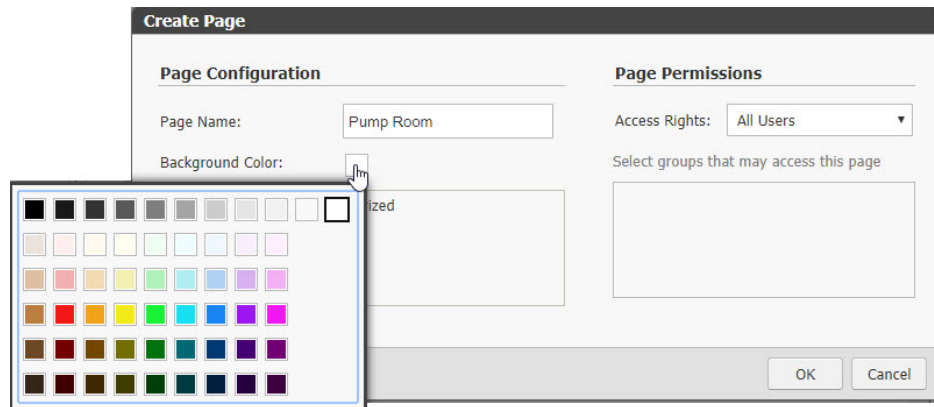 Create Page
Page Configuration
Page Name:
Pump Room
Background Color:
rized
Page Permissions
Access Rights:
All Users
Select groups that may access this page
OK
Cancel